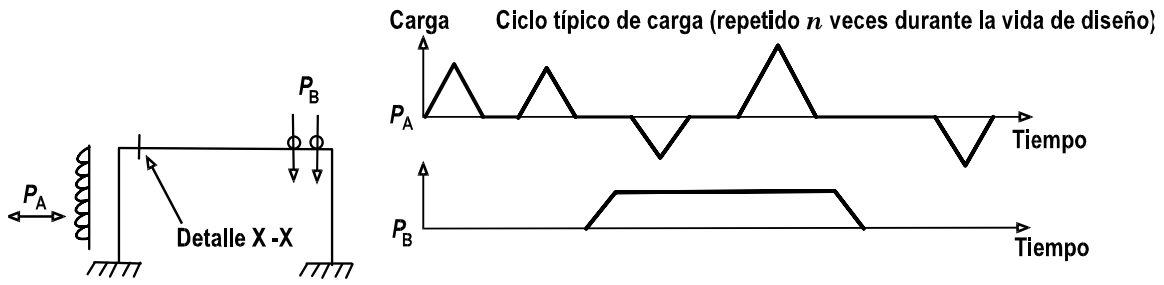 Carga Ciclo típico de carga (repetido n veces durante la vida de diseño)
P_B
P_A
Tiempo
P_A
Detalle X -X
P_B
Tiempo